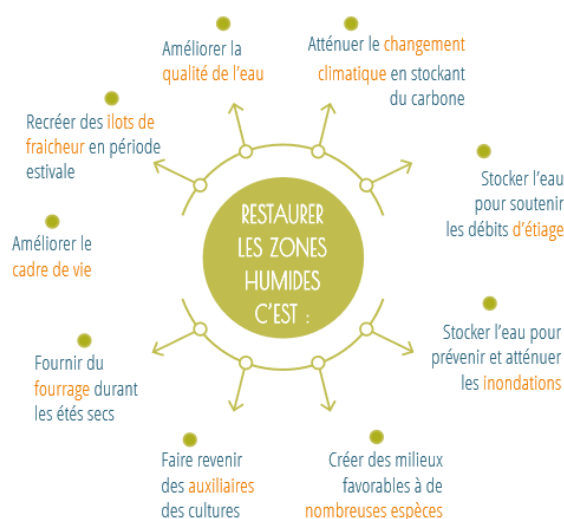 RESTAURER
LES ZONES
HUMIDES
C'EST :
Améliorer la
qualité de l'eau
Atténuer le changement
climatique en stockant
du carbone
Stocker l'eau
pour soutenir
les débits d'étiage
Stocker l'eau pour
prévenir et atténuer
les inondations
Créer des milieux
favorables à de
nombreuses espèces
Faire revenir
des auxiliaires
des cultures
Fournir du
fourrage durant
les étés secs
Améliorer le
cadre de vie
Recréer des ilots de
fraicheur en période
estivale